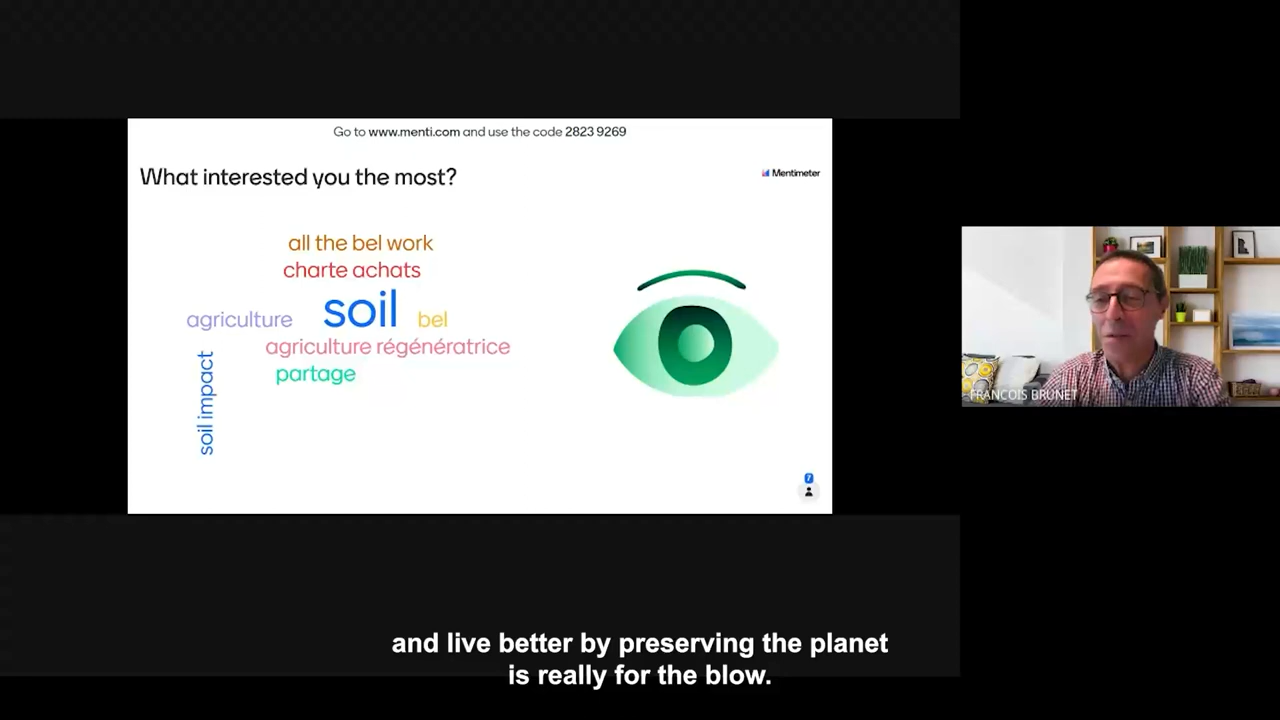 Go to www.menti.com and use the code 2823 9269
What interested you the most?
Mentimeter
all the bel work
charte achats
soil
agriculture
bel
agriculture régénératrice
partage
soil impact
7
FRANCOIS BRUNET
and live better by preserving the planet
is really for the blow.